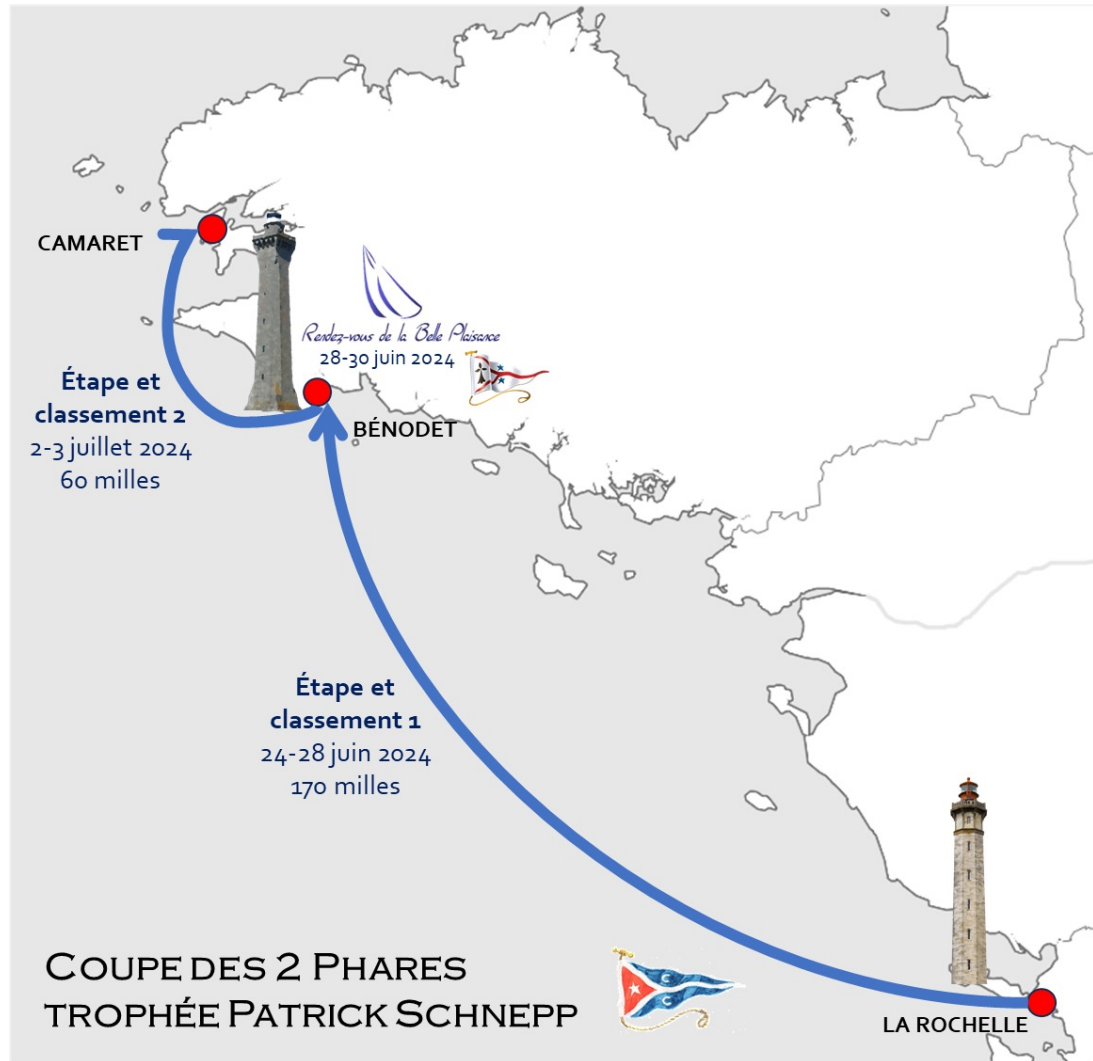 CAMARET
Rendez-vous de la Belle Plaisance
28-30 juin 2024
Étape et
classement 2
2-3 juillet 2024
60 milles
BÉNODET
Étape et
classement 1
24-28 juin 2024
170 milles
COUPE DES 2 PHARES
TROPHÉE PATRICK SCHNEPP
C
C
LA ROCHELLE